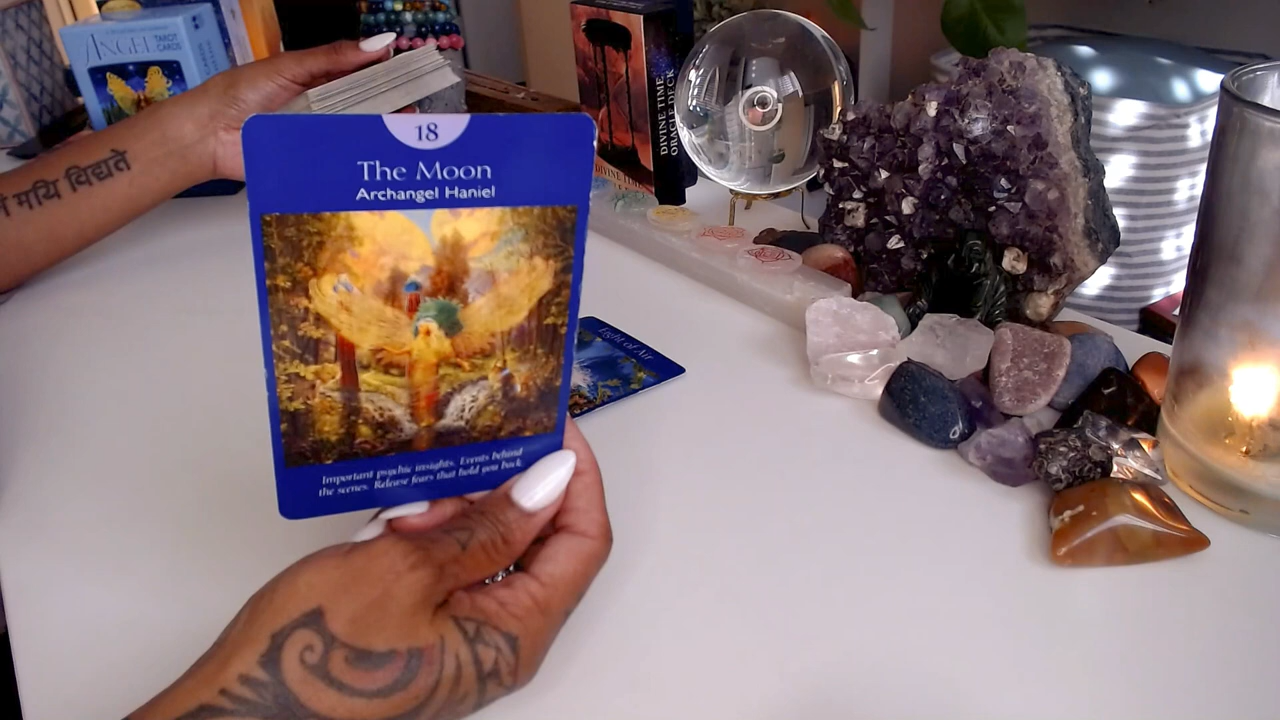 ANGEL
TAROT
CARDS
मयि विद्यते
DIVINE TIME
ORACLE DECK
18
The Moon
Archangel Haniel
Important psychic insights. Events behind
the scenes. Release fears that hold you back.
Eight of Air